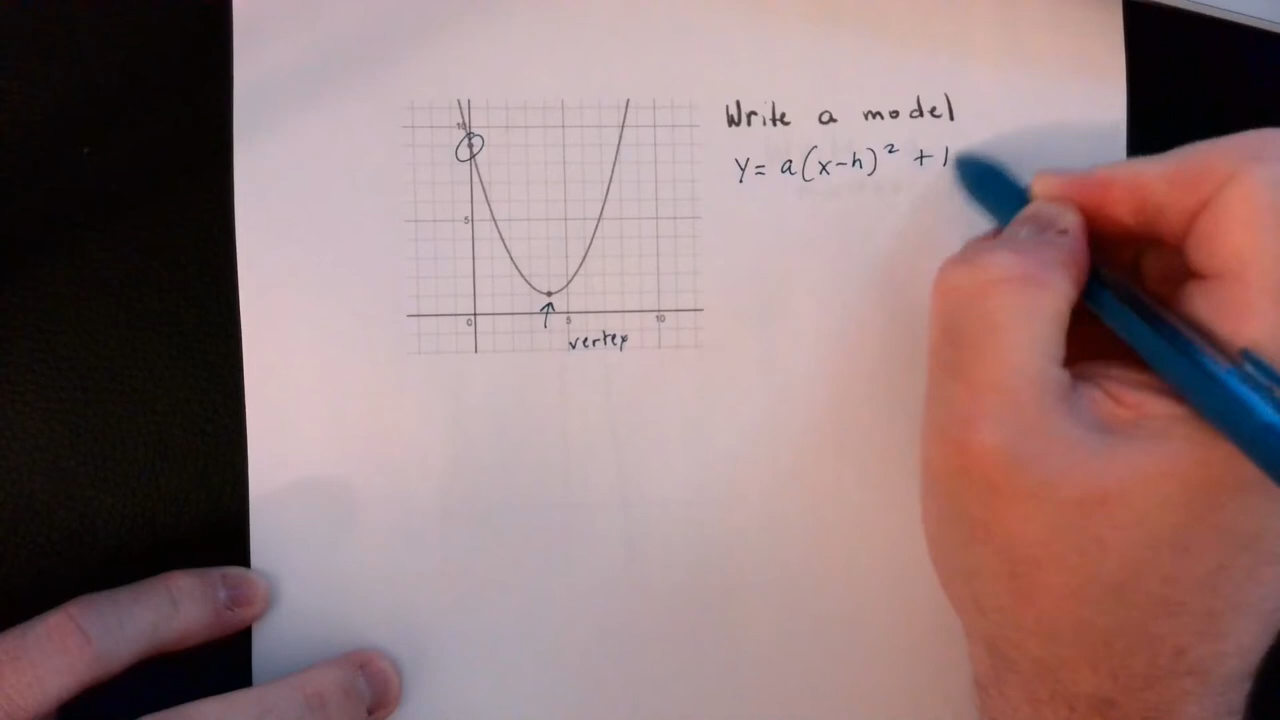 Write a model
y = a(x-h)² + 1
10
5
0 5 10
vertex